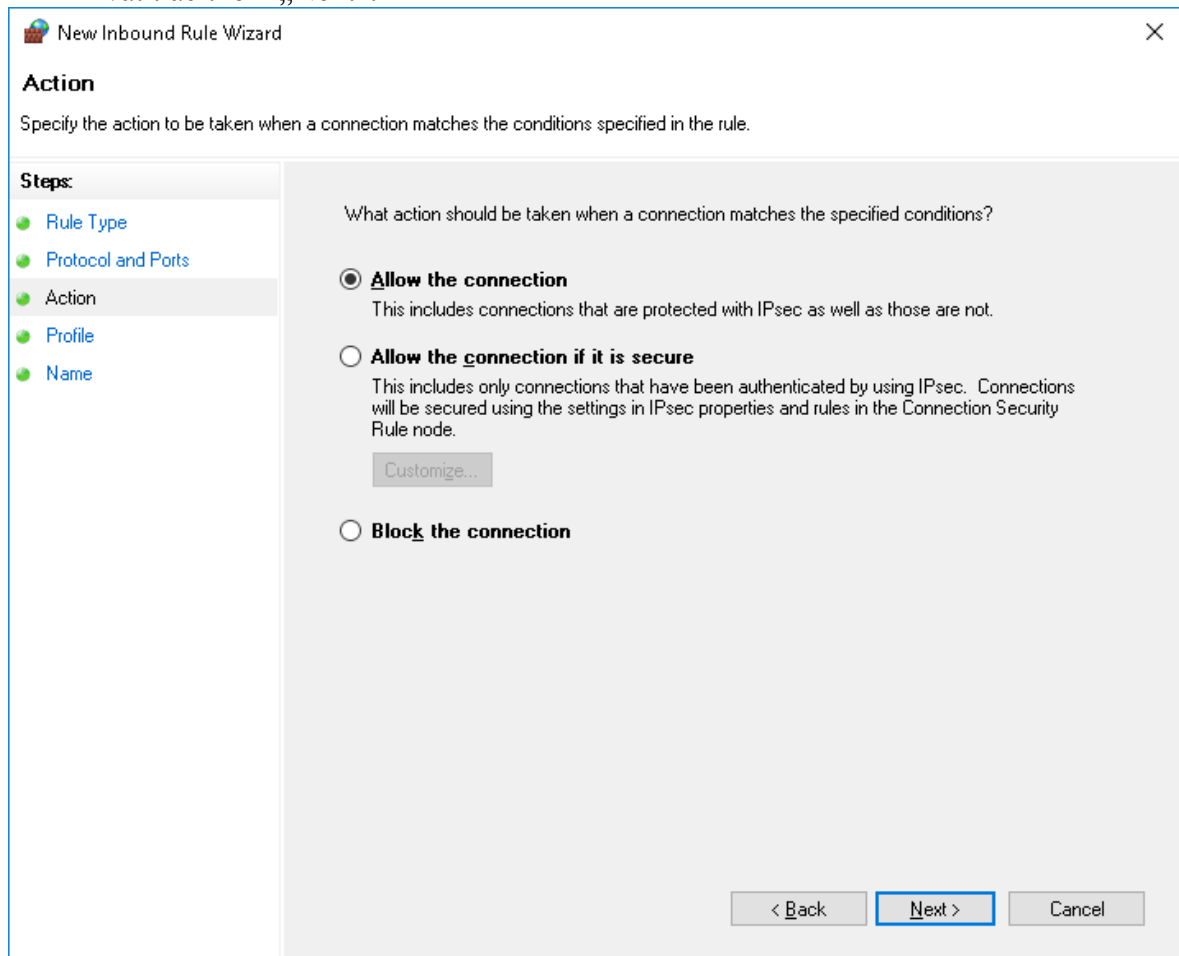 New Inbound Rule Wizard
Action
Specify the action to be taken when a connection matches the conditions specified in the rule.
Steps:
Rule Type
Protocol and Ports
Action
Profile
Name
What action should be taken when a connection matches the specified conditions?
Allow the connection
This includes connections that are protected with IPsec as well as those are not.
Allow the connection if it is secure
This includes only connections that have been authenticated by using IPsec. Connections
will be secured using the settings in IPsec properties and rules in the Connection Security
Rule node.
Customize...
Block the connection
< Back
Next >
Cancel